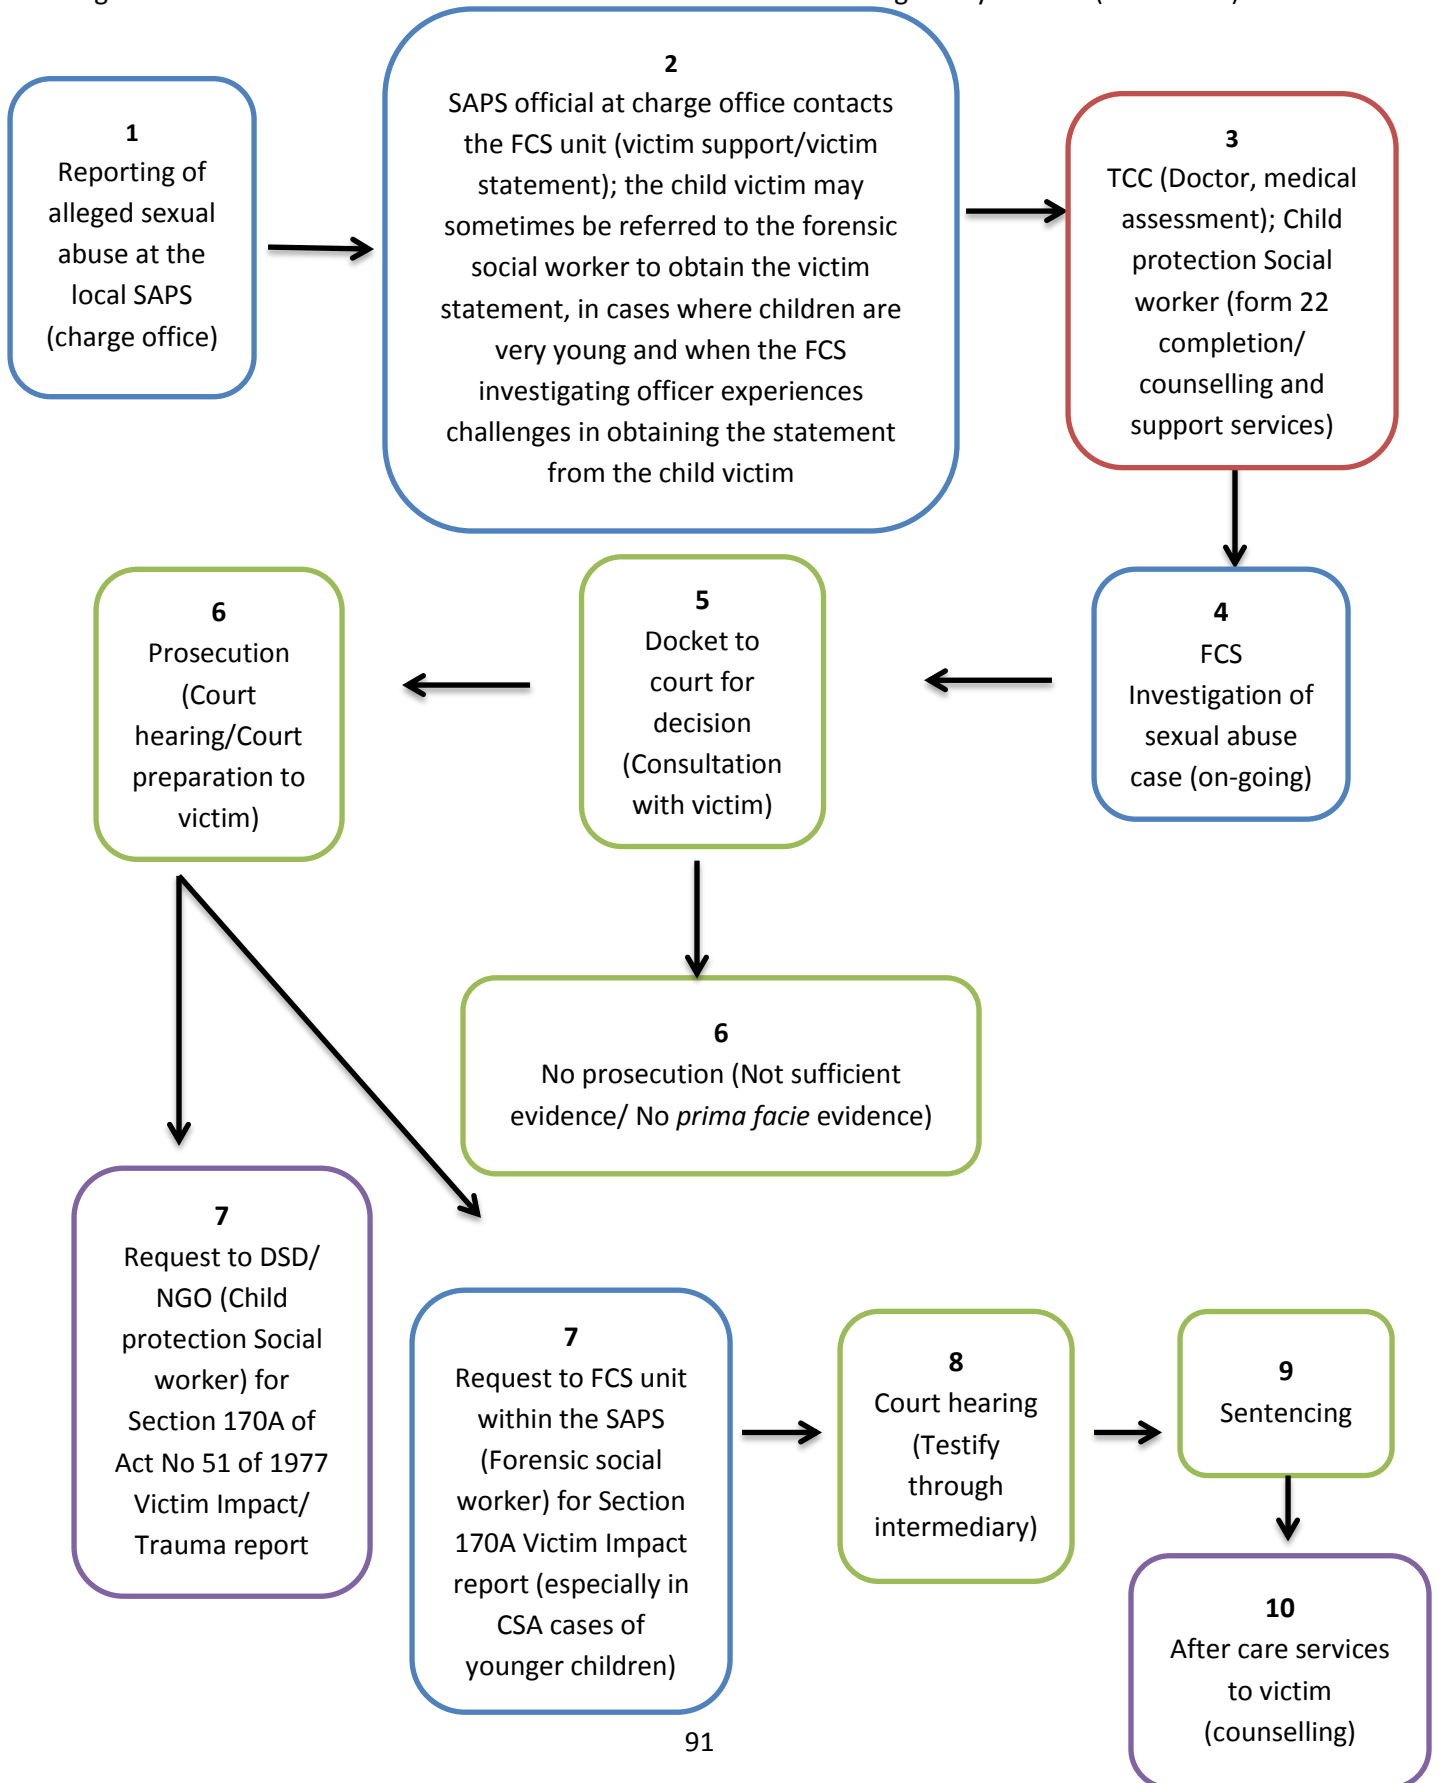 1
Reporting of
alleged sexual
abuse at the
local SAPS
(charge office)
2
SAPS official at charge office contacts
the FCS unit (victim support/victim
statement); the child victim may
sometimes be referred to the forensic
social worker to obtain the victim
statement, in cases where children are
very young and when the FCS
investigating officer experiences
challenges in obtaining the statement
from the child victim
3
TCC (Doctor, medical
assessment); Child
protection Social
worker (form 22
completion/
counselling and
support services)
4
FCS
Investigation of
sexual abuse
case (on-going)
5
Docket to
court for
decision
(Consultation
with victim)
6
Prosecution
(Court
hearing/Court
preparation to
victim)
6
No prosecution (Not sufficient
evidence/ No prima facie evidence)
7
Request to DSD/
NGO (Child
protection Social
worker) for
Section 170A of
Act No 51 of 1977
Victim Impact/
Trauma report
7
Request to FCS unit
within the SAPS
(Forensic social
worker) for Section
170A Victim Impact
report (especially in
CSA cases of
younger children)
8
Court hearing
(Testify
through
intermediary)
9
Sentencing
10
After care services
to victim
(counselling)
91